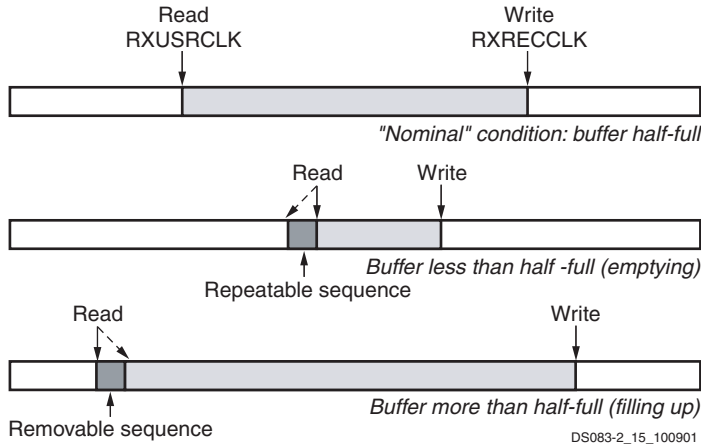 Read Write
RXUSRCLK RXRECCLK
"Nominal" condition: buffer half-full
Read Write
Buffer less than half -full (emptying)
Repeatable sequence
Read Write
Buffer more than half-full (filling up)
Removable sequence
DS083-2_15_100901